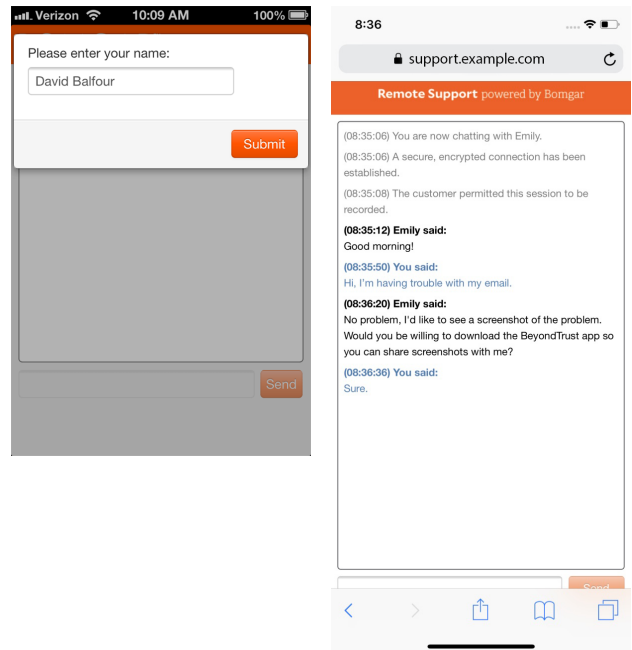 Verizon 10:09 AM 100%
Please enter your name:
David Balfour
Submit
Send
8:36
support.example.com
Remote Support powered by Bomgar
(08:35:06) You are now chatting with Emily.
(08:35:06) A secure, encrypted connection has been
established.
(08:35:08) The customer permitted this session to be
recorded.
(08:35:12) Emily said:
Good morning!
(08:35:50) You said:
Hi, I'm having trouble with my email.
(08:36:20) Emily said:
No problem, I'd like to see a screenshot of the problem.
Would you be willing to download the BeyondTrust app so
you can share screenshots with me?
(08:36:36) You said:
Sure.
Send